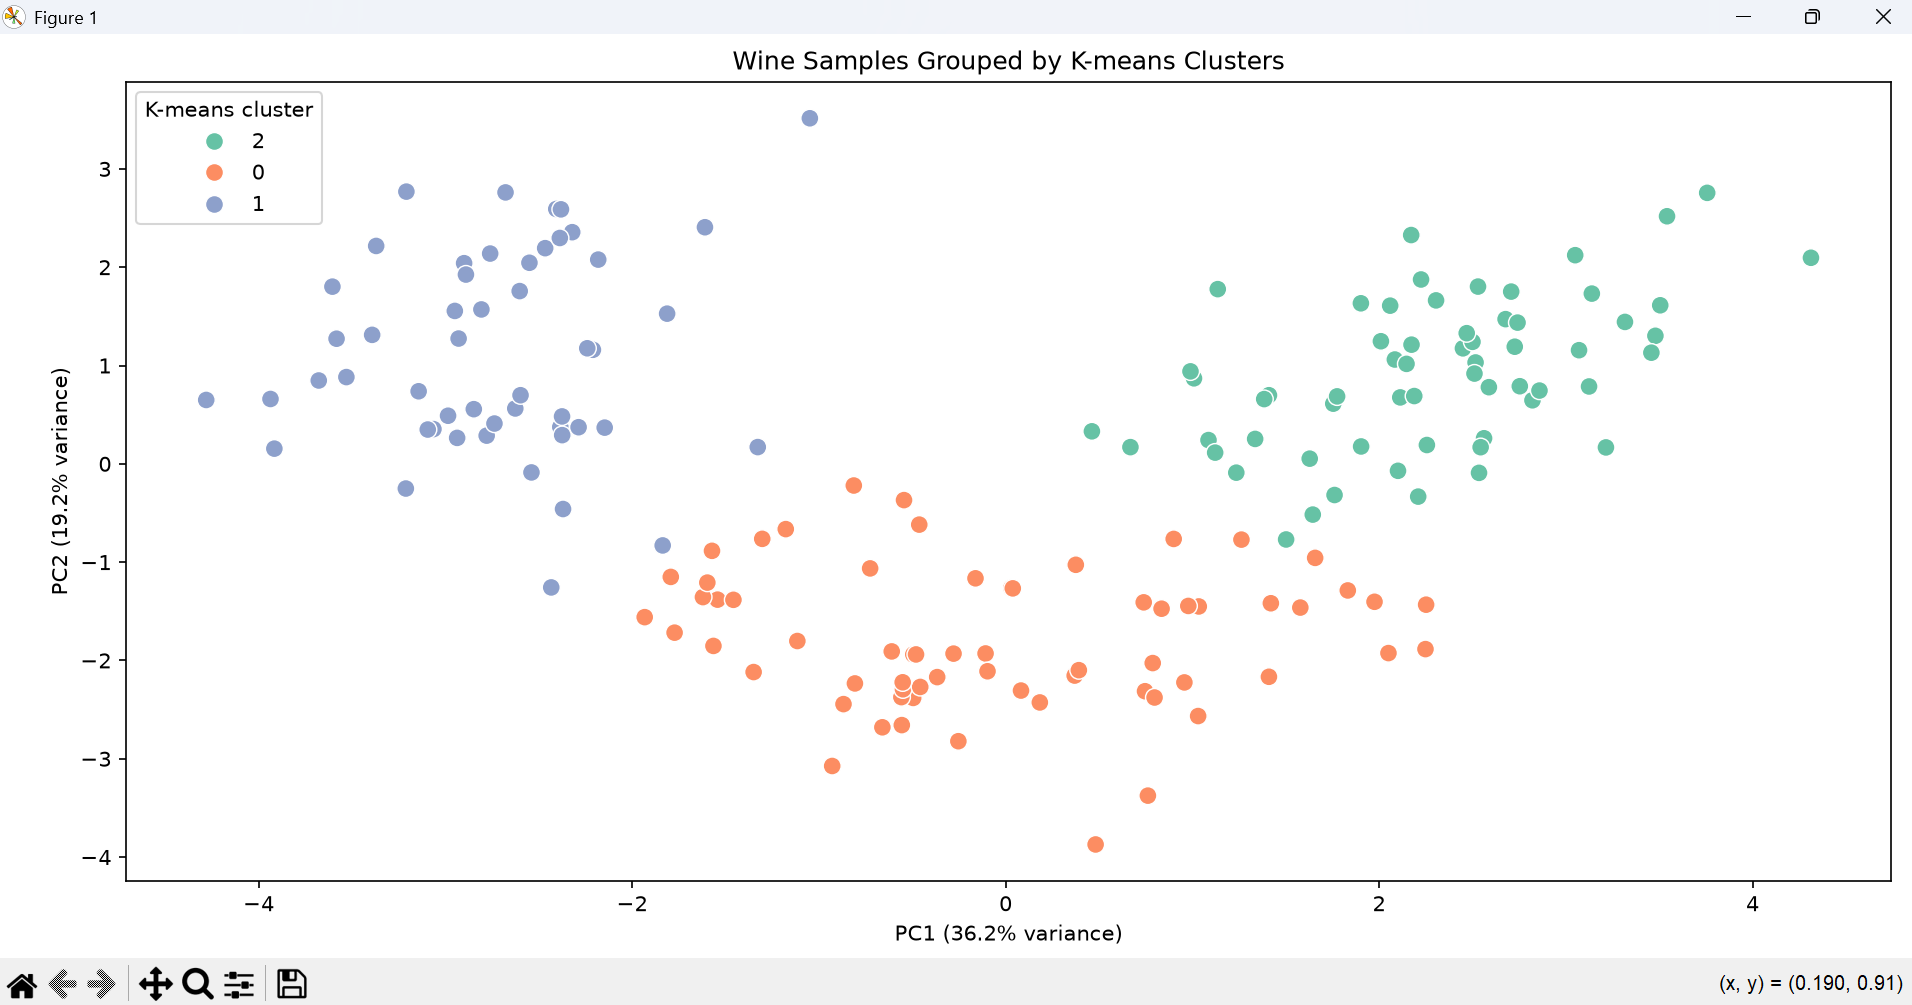 Figure 1
Wine Samples Grouped by K-means Clusters
K-means cluster
2
0
1
3
2
1
0
−1
−2
−3
−4
PC2 (19.2% variance)
−4
−2
0
2
4
PC1 (36.2% variance)
(x, y) = (0.190, 0.91)